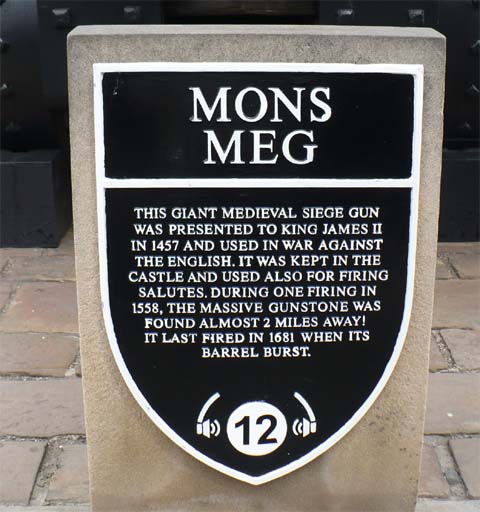 MONS
MEG
THIS GIANT MEDIEVAL SIEGE GUN
WAS PRESENTED TO KING JAMES II
IN 1457 AND USED IN WAR AGAINST
THE ENGLISH. IT WAS KEPT IN THE
CASTLE AND USED ALSO FOR FIRING
SALUTES. DURING ONE FIRING IN
1558, THE MASSIVE GUNSTONE WAS
FOUND ALMOST 2 MILES AWAY!
IT LAST FIRED IN 1681 WHEN ITS
BARREL BURST.
12